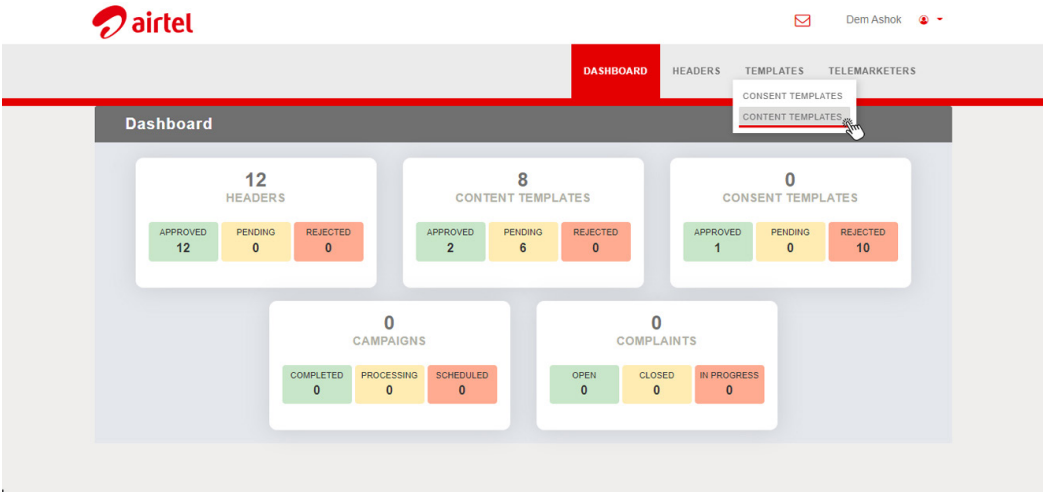 airtel
Dem Ashok
DASHBOARD HEADERS TEMPLATES TELEMARKETERS
CONSENT TEMPLATES
CONTENT TEMPLATES
Dashboard
12
HEADERS
APPROVED PENDING REJECTED
12 0 0
8
CONTENT TEMPLATES
APPROVED PENDING REJECTED
2 6 0
0
CONSENT TEMPLATES
APPROVED PENDING REJECTED
1 0 10
0
CAMPAIGNS
COMPLETED PROCESSING SCHEDULED
0 0 0
0
COMPLAINTS
OPEN CLOSED IN PROGRESS
0 0 0